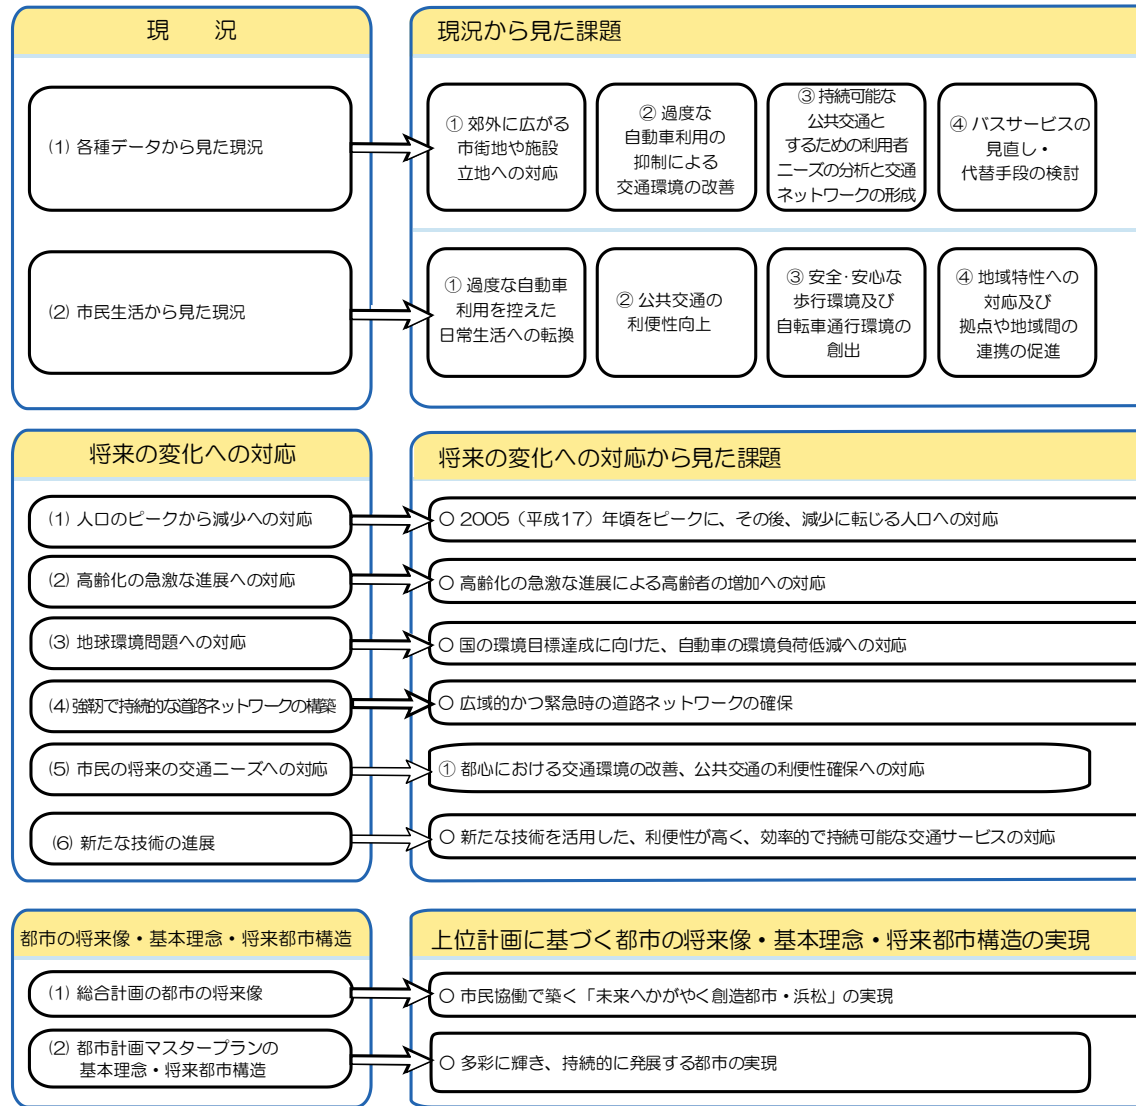 現　況
現況から見た課題
(1) 各種データから見た現況
① 郊外に広がる
市街地や施設
立地への対応
② 過度な
自動車利用の
抑制による
交通環境の改善
③ 持続可能な
公共交通と
するための利用者
ニーズの分析と交通
ネットワークの形成
④ バスサービスの
見直し・
代替手段の検討
(2) 市民生活から見た現況
① 過度な自動車
利用を控えた
日常生活への転換
② 公共交通の
利便性向上
③ 安全・安心な
歩行環境及び
自転車通行環境の
創出
④ 地域特性への
対応及び
拠点や地域間の
連携の促進
将来の変化への対応
将来の変化への対応から見た課題
(1) 人口のピークから減少への対応
○ 2005（平成17）年頃をピークに、その後、減少に転じる人口への対応
(2) 高齢化の急激な進展への対応
○ 高齢化の急激な進展による高齢者の増加への対応
(3) 地球環境問題への対応
○ 国の環境目標達成に向けた、自動車の環境負荷低減への対応
(4) 強靭で持続的な道路ネットワークの構築
○ 広域的かつ緊急時の道路ネットワークの確保
(5) 市民の将来の交通ニーズへの対応
① 都心における交通環境の改善、公共交通の利便性確保への対応
(6) 新たな技術の進展
○ 新たな技術を活用した、利便性が高く、効率的で持続可能な交通サービスの対応
都市の将来像・基本理念・将来都市構造
上位計画に基づく都市の将来像・基本理念・将来都市構造の実現
(1) 総合計画の都市の将来像
○ 市民協働で築く「未来へかがやく創造都市・浜松」の実現
(2) 都市計画マスタープランの
基本理念・将来都市構造
○ 多彩に輝き、持続的に発展する都市の実現